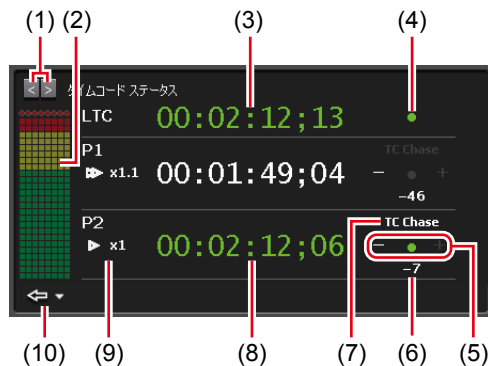 (1) (2) (3) (4)
< > タイムコード ステータス
LTC 00:02:12;13
P1 TC Chase
x1.1 00:01:49;04 − +
−46
P2 TC Chase
x1 00:02:12;06 − +
−7
(10) (9) (8) (7) (6) (5)